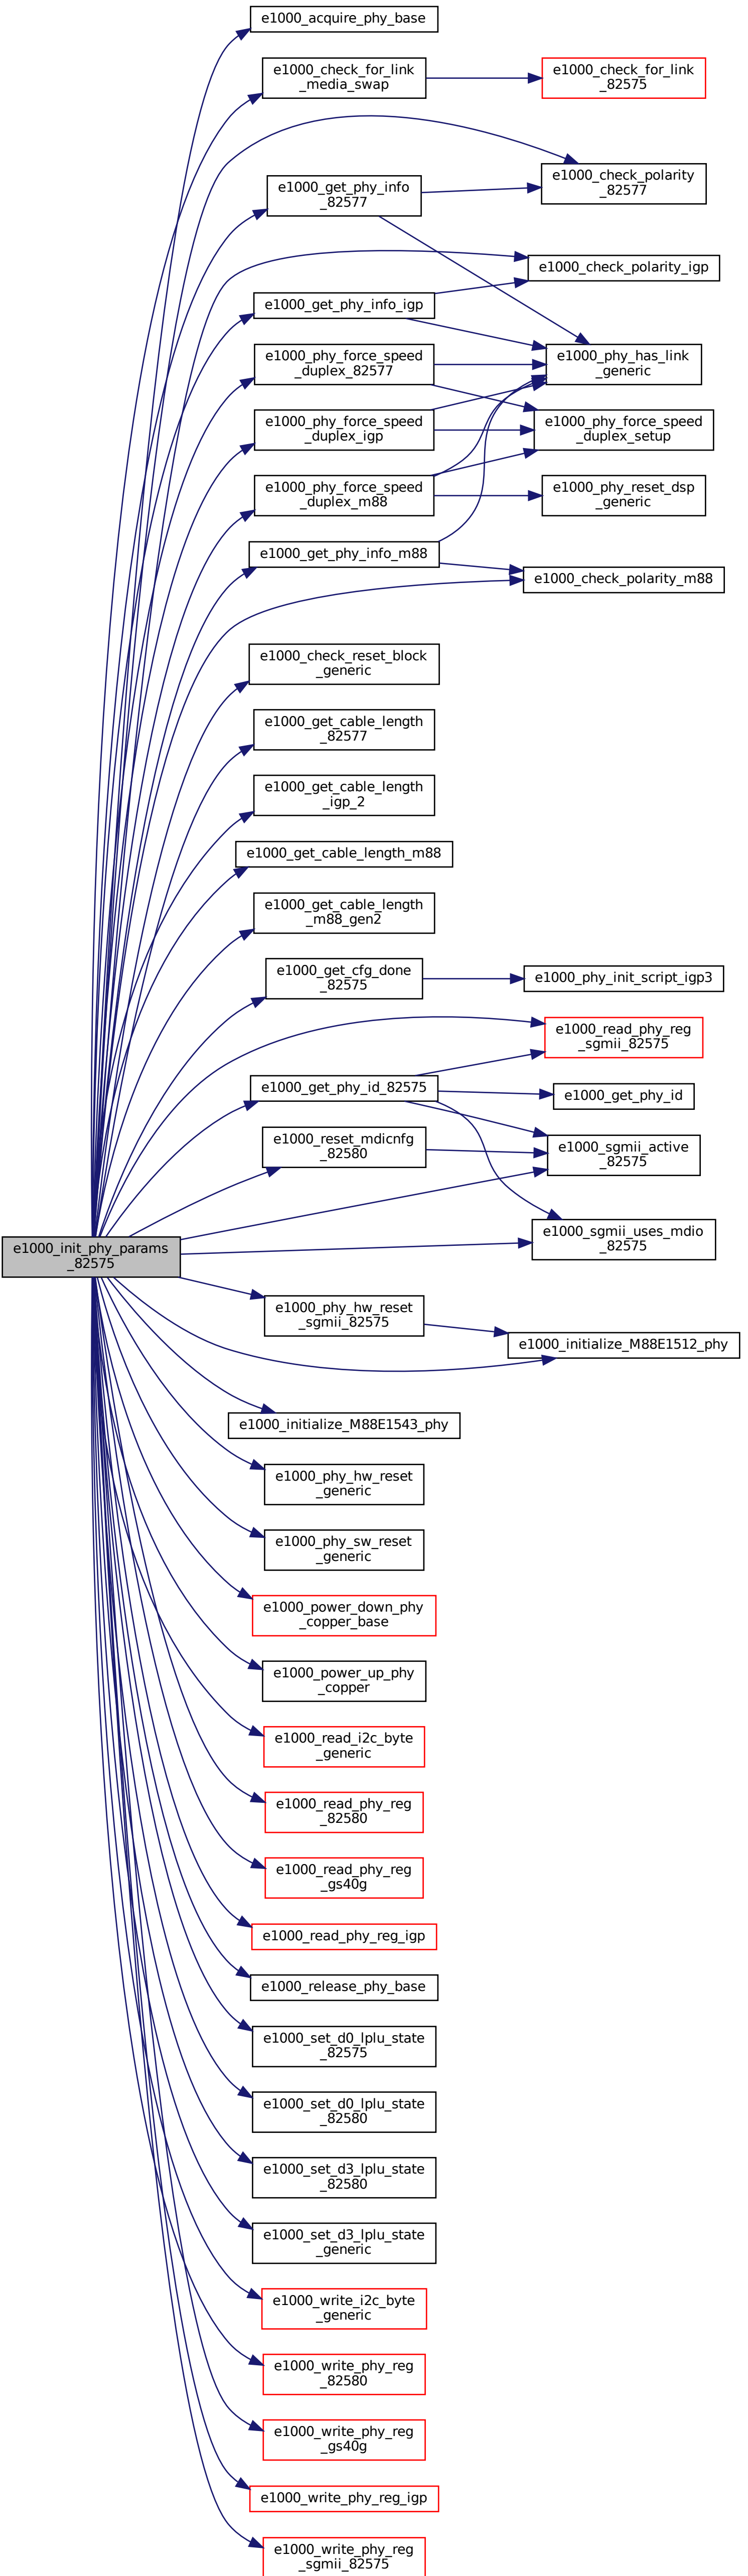 e1000_acquire_phy_base
e1000_check_for_link
_media_swap
e1000_check_for_link
_82575
e1000_check_polarity
_82577
e1000_get_phy_info
_82577
e1000_check_polarity_igp
e1000_get_phy_info_igp
e1000_phy_force_speed
_duplex_82577
e1000_phy_has_link
_generic
e1000_phy_force_speed
_duplex_igp
e1000_phy_force_speed
_duplex_setup
e1000_phy_force_speed
_duplex_m88
e1000_phy_reset_dsp
_generic
e1000_get_phy_info_m88
e1000_check_polarity_m88
e1000_check_reset_block
_generic
e1000_get_cable_length
_82577
e1000_get_cable_length
_igp_2
e1000_get_cable_length_m88
e1000_get_cable_length
_m88_gen2
e1000_get_cfg_done
_82575
e1000_phy_init_script_igp3
e1000_read_phy_reg
_sgmii_82575
e1000_get_phy_id_82575
e1000_get_phy_id
e1000_reset_mdicnfg
_82580
e1000_sgmii_active
_82575
e1000_sgmii_uses_mdio
_82575
e1000_init_phy_params
_82575
e1000_phy_hw_reset
_sgmii_82575
e1000_initialize_M88E1512_phy
e1000_initialize_M88E1543_phy
e1000_phy_hw_reset
_generic
e1000_phy_sw_reset
_generic
e1000_power_down_phy
_copper_base
e1000_power_up_phy
_copper
e1000_read_i2c_byte
_generic
e1000_read_phy_reg
_82580
e1000_read_phy_reg
_gs40g
e1000_read_phy_reg_igp
e1000_release_phy_base
e1000_set_d0_lplu_state
_82575
e1000_set_d0_lplu_state
_82580
e1000_set_d3_lplu_state
_82580
e1000_set_d3_lplu_state
_generic
e1000_write_i2c_byte
_generic
e1000_write_phy_reg
_82580
e1000_write_phy_reg
_gs40g
e1000_write_phy_reg_igp
e1000_write_phy_reg
_sgmii_82575